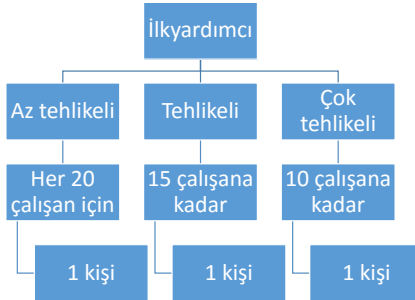 İlkyardımcı
Az tehlikeli
Tehlikeli
Çok
tehlikeli
Her 20
çalışan için
15 çalışana
kadar
10 çalışana
kadar
1 kişi
1 kişi
1 kişi